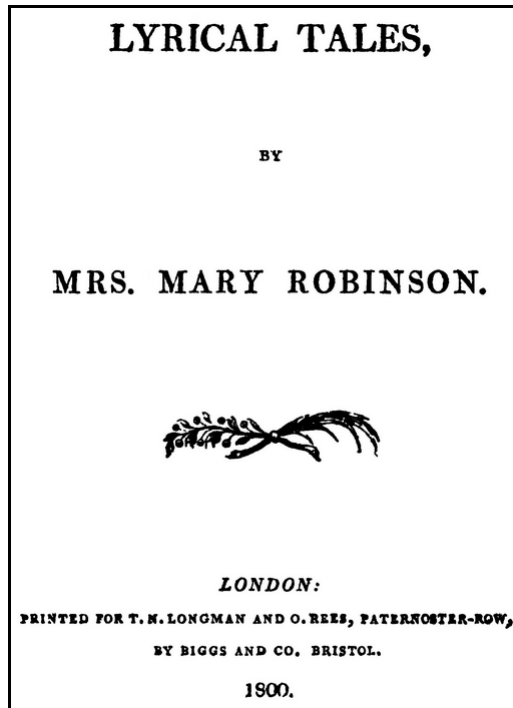 LYRICAL TALES,
BY
MRS. MARY ROBINSON.
LONDON:
PRINTED FOR T. N. LONGMAN AND O. REES, PATERNOSTER-ROW,
BY BIGGS AND CO. BRISTOL.
1800.